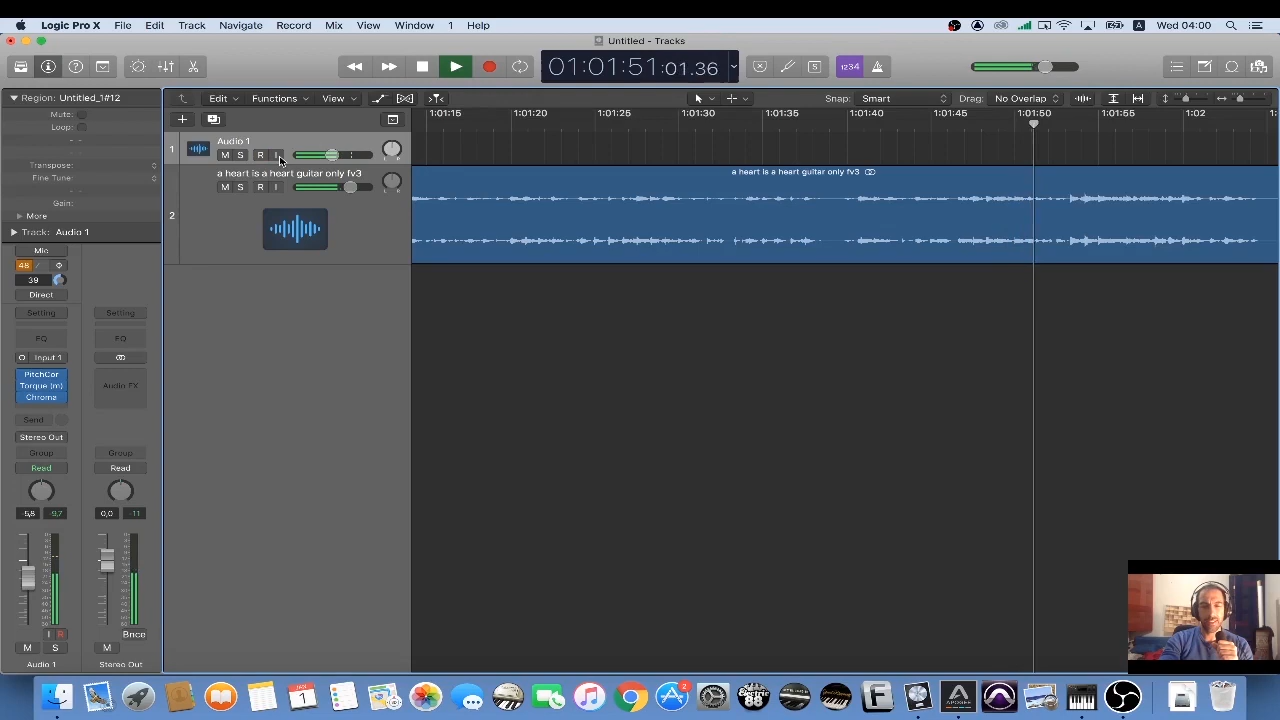 Logic Pro X File Edit Track Navigate Record Mix View Window 1 Help Wed 04:00
Untitled - Tracks
01:01:51:01.36 1234
Region: Untitled_1#12 Edit Functions View Snap: Smart Drag: No Overlap
Mute:
Loop:
Transpose:
Fine Tune:
Gain:
More
Track: Audio 1
1:01:15 1:01:20 1:01:25 1:01:30 1:01:35 1:01:40 1:01:45 1:01:50 1:01:55 1:02
1 Audio 1
M S R I
2 a heart is a heart guitar only fv3
M S R I
a heart is a heart guitar only fv3
Mic
48
39
Direct
Setting Setting
EQ EQ
Input 1
PitchCor
Torque (m)
Chroma
Audio FX
Send
Stereo Out
Group Group
Read Read
-5,8 -9,7 0,0 -11
I R Bnce
M S M
Audio 1 Stereo Out